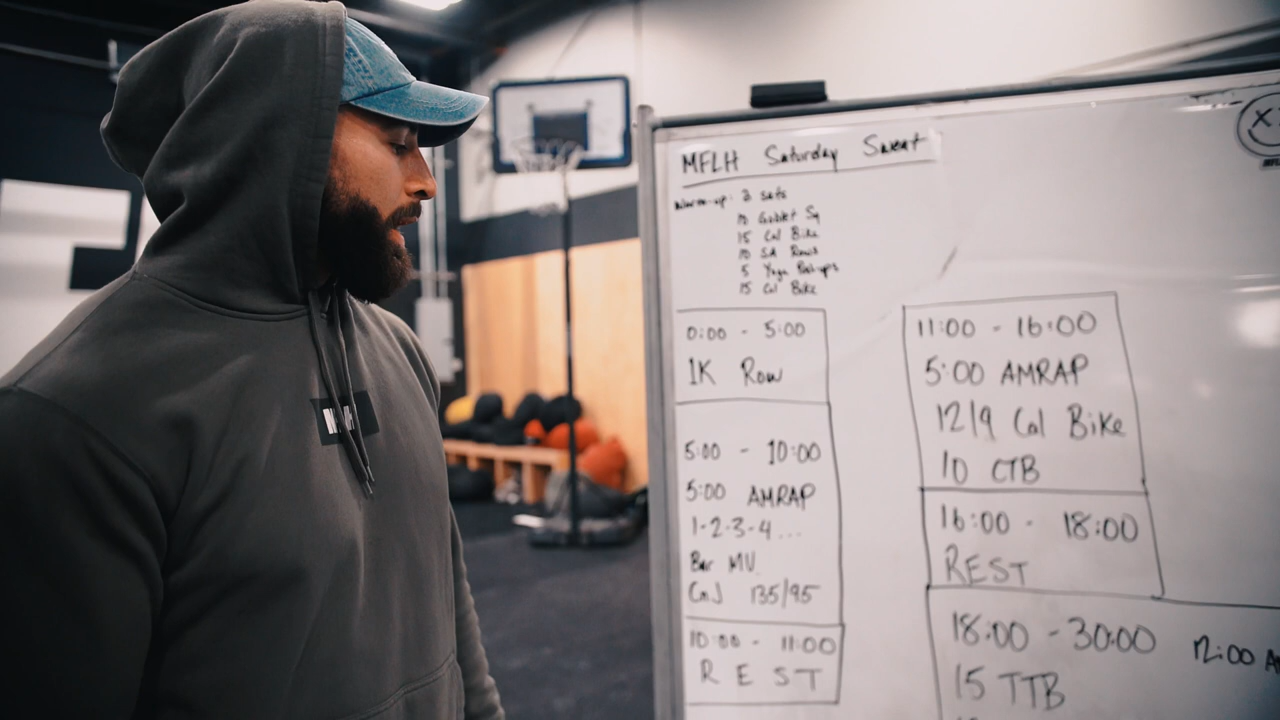 MFLH Saturday Sweat
Warm-up: 3 sets
10 Goblet Sq
15 Cal Bike
10 SA Rows
5 Yoga Pushups
15 Cal Bike
0:00 - 5:00
1K Row
5:00 - 10:00
5:00 AMRAP
1-2-3-4...
Bar MU
CnJ 135/95
10:00 - 11:00
REST
11:00 - 16:00
5:00 AMRAP
12/9 Cal Bike
10 CTB
16:00 - 18:00
REST
18:00 - 30:00 12:00 A
15 TTB